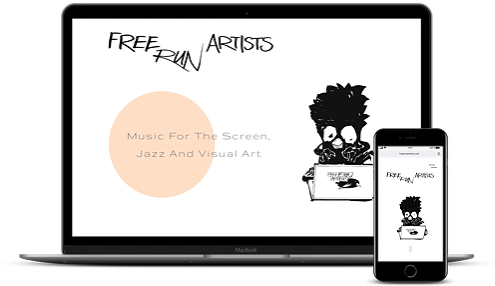 FREE RUN ARTISTS
Music For The Screen,
Jazz And Visual Art
MacBook
FREE RUN ARTISTS